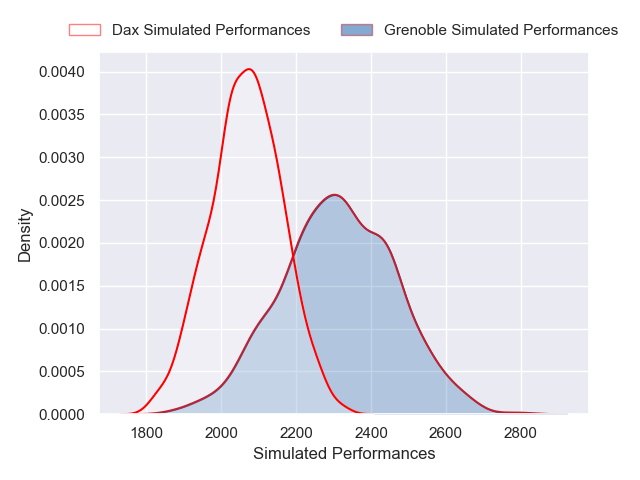 Dax Simulated Performances Grenoble Simulated Performances
0.0040
0.0035
0.0030
0.0025
0.0020
0.0015
0.0010
0.0005
0.0000
Density
1800 2000 2200 2400 2600 2800
Simulated Performances